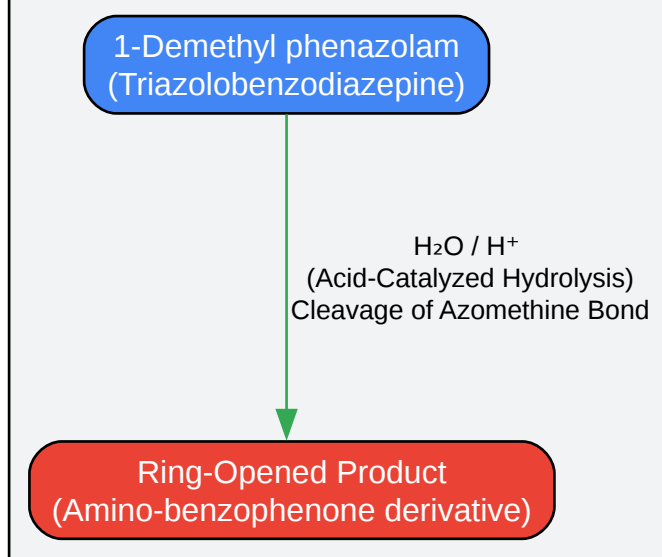 1-Demethyl phenazolam
(Triazolobenzodiazepine)
H₂O / H⁺
(Acid-Catalyzed Hydrolysis)
Cleavage of Azomethine Bond
Ring-Opened Product
(Amino-benzophenone derivative)